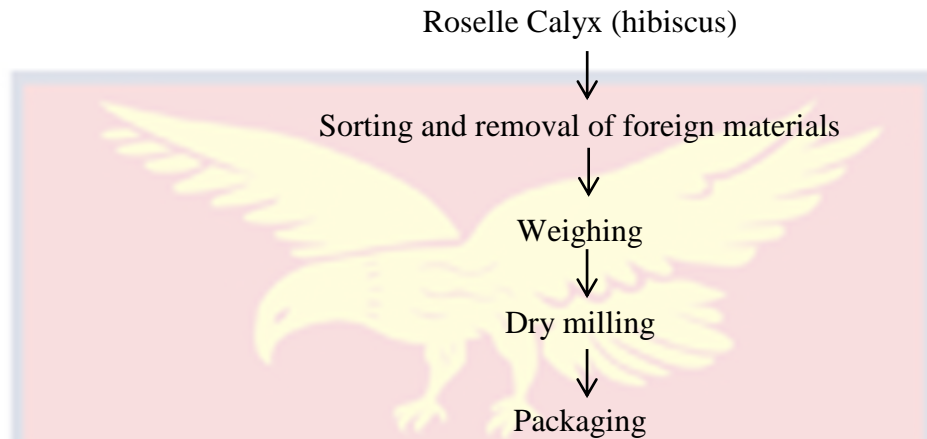 Roselle Calyx (hibiscus)
Sorting and removal of foreign materials
Weighing
Dry milling
Packaging